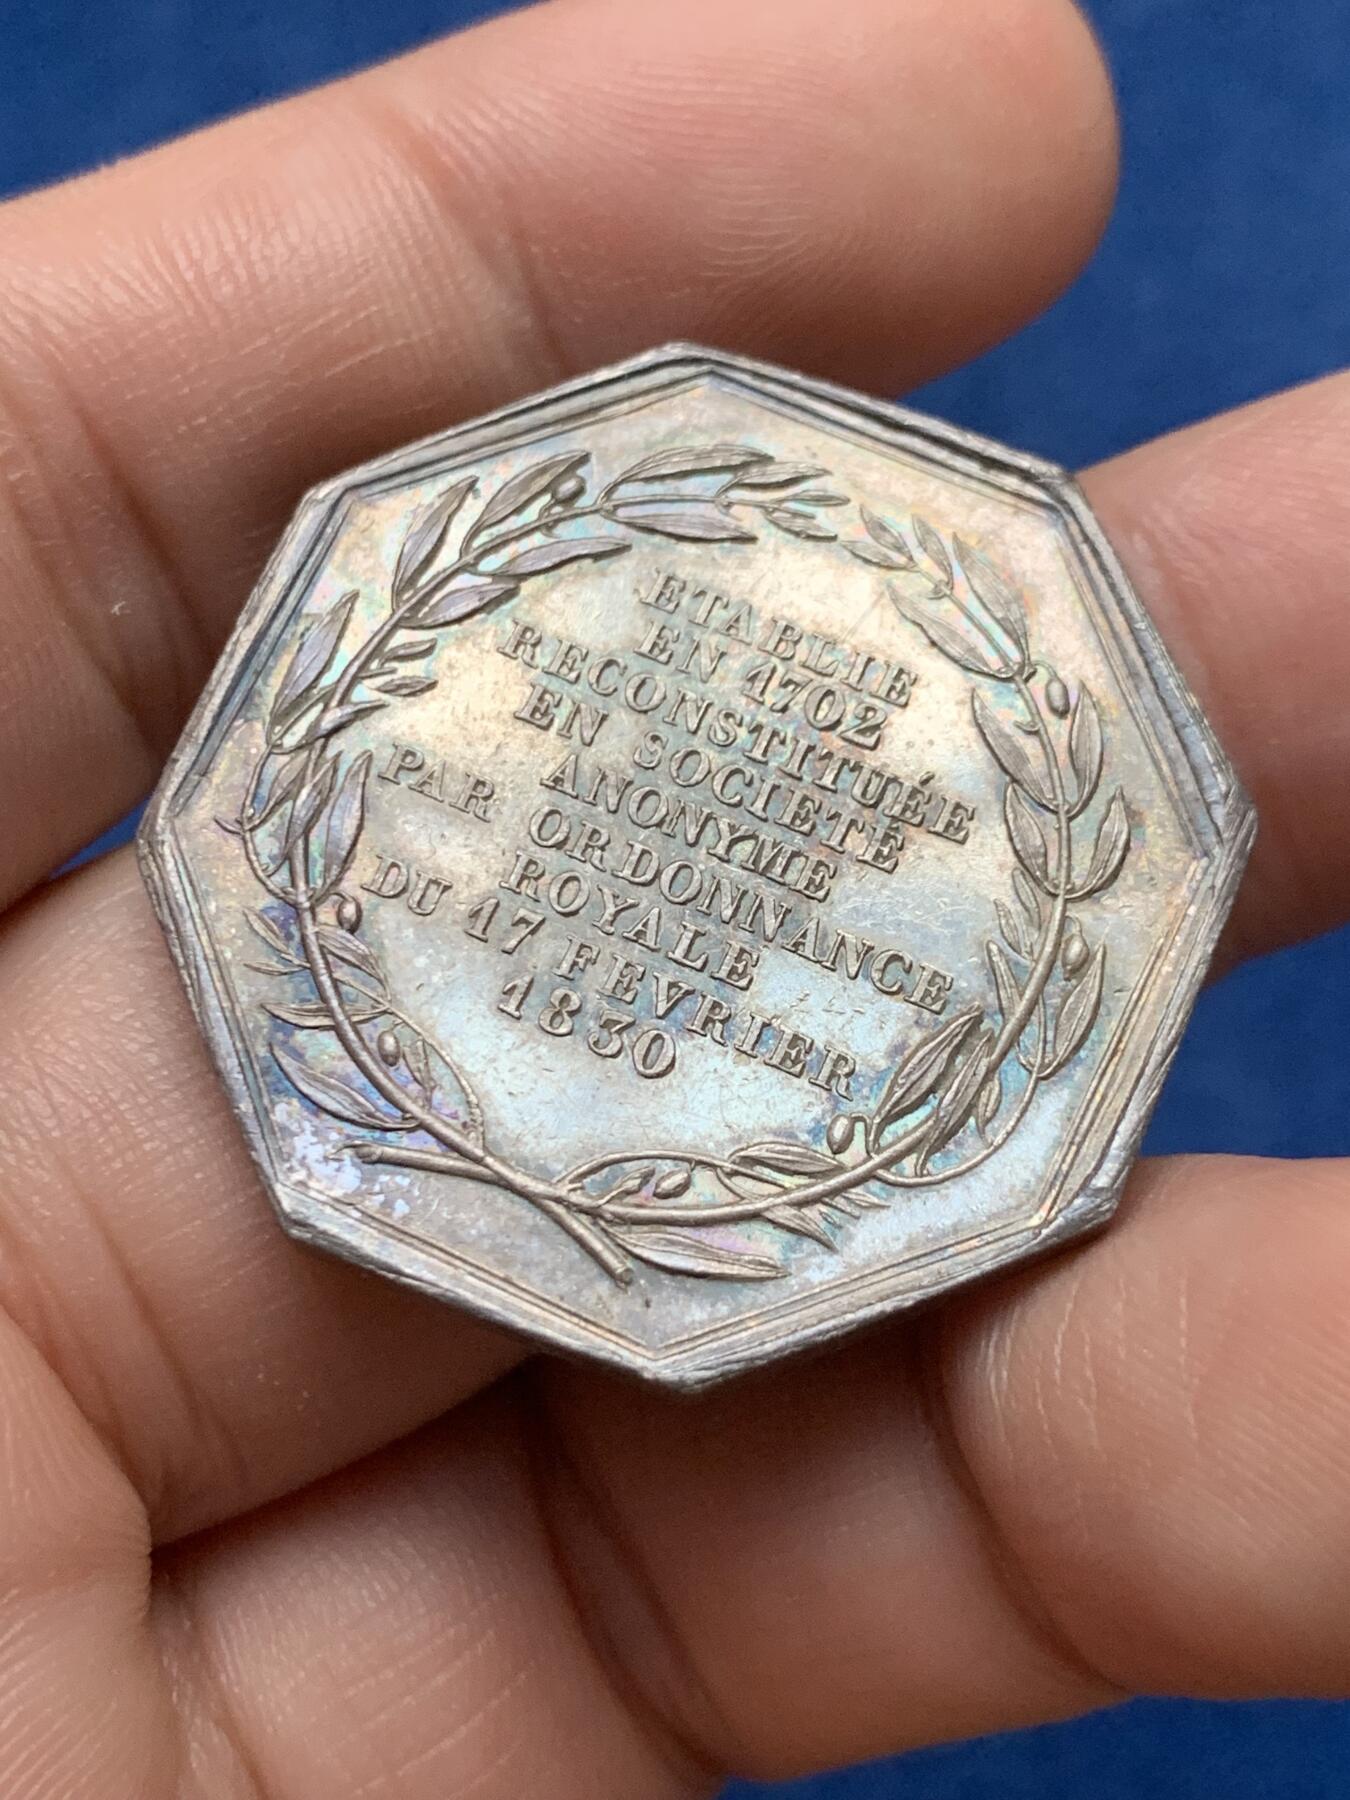 ETABLIE
EN 1702
RECONSTITUÉE
EN SOCIETÉ
ANONYME
PAR ORDONNANCE
ROYALE
DU 17 FEVRIER
1830